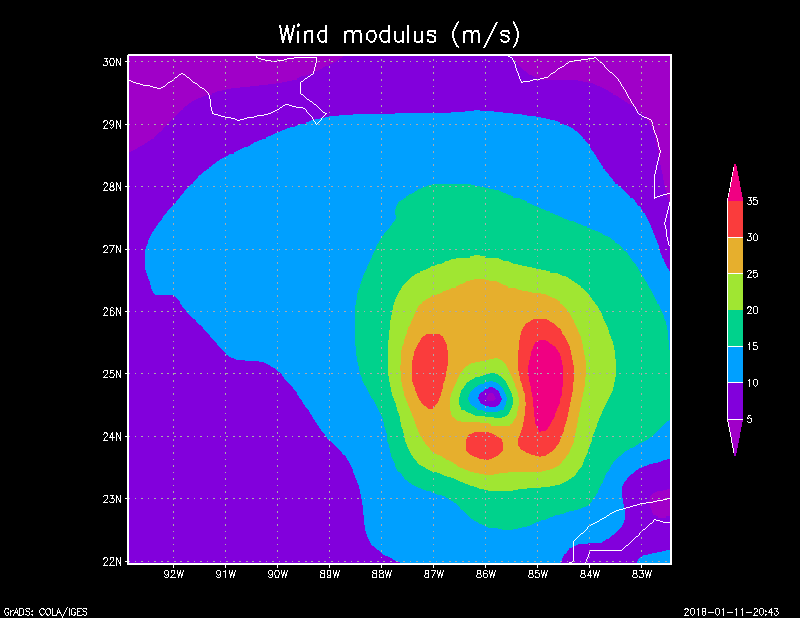 Wind modulus (m/s)
30N
29N
28N
27N
26N
25N
24N
23N
22N
92W 91W 90W 89W 88W 87W 86W 85W 84W 83W
35
30
25
20
15
10
5
GrADS: COLA/IGES
2018-01-11-20:43